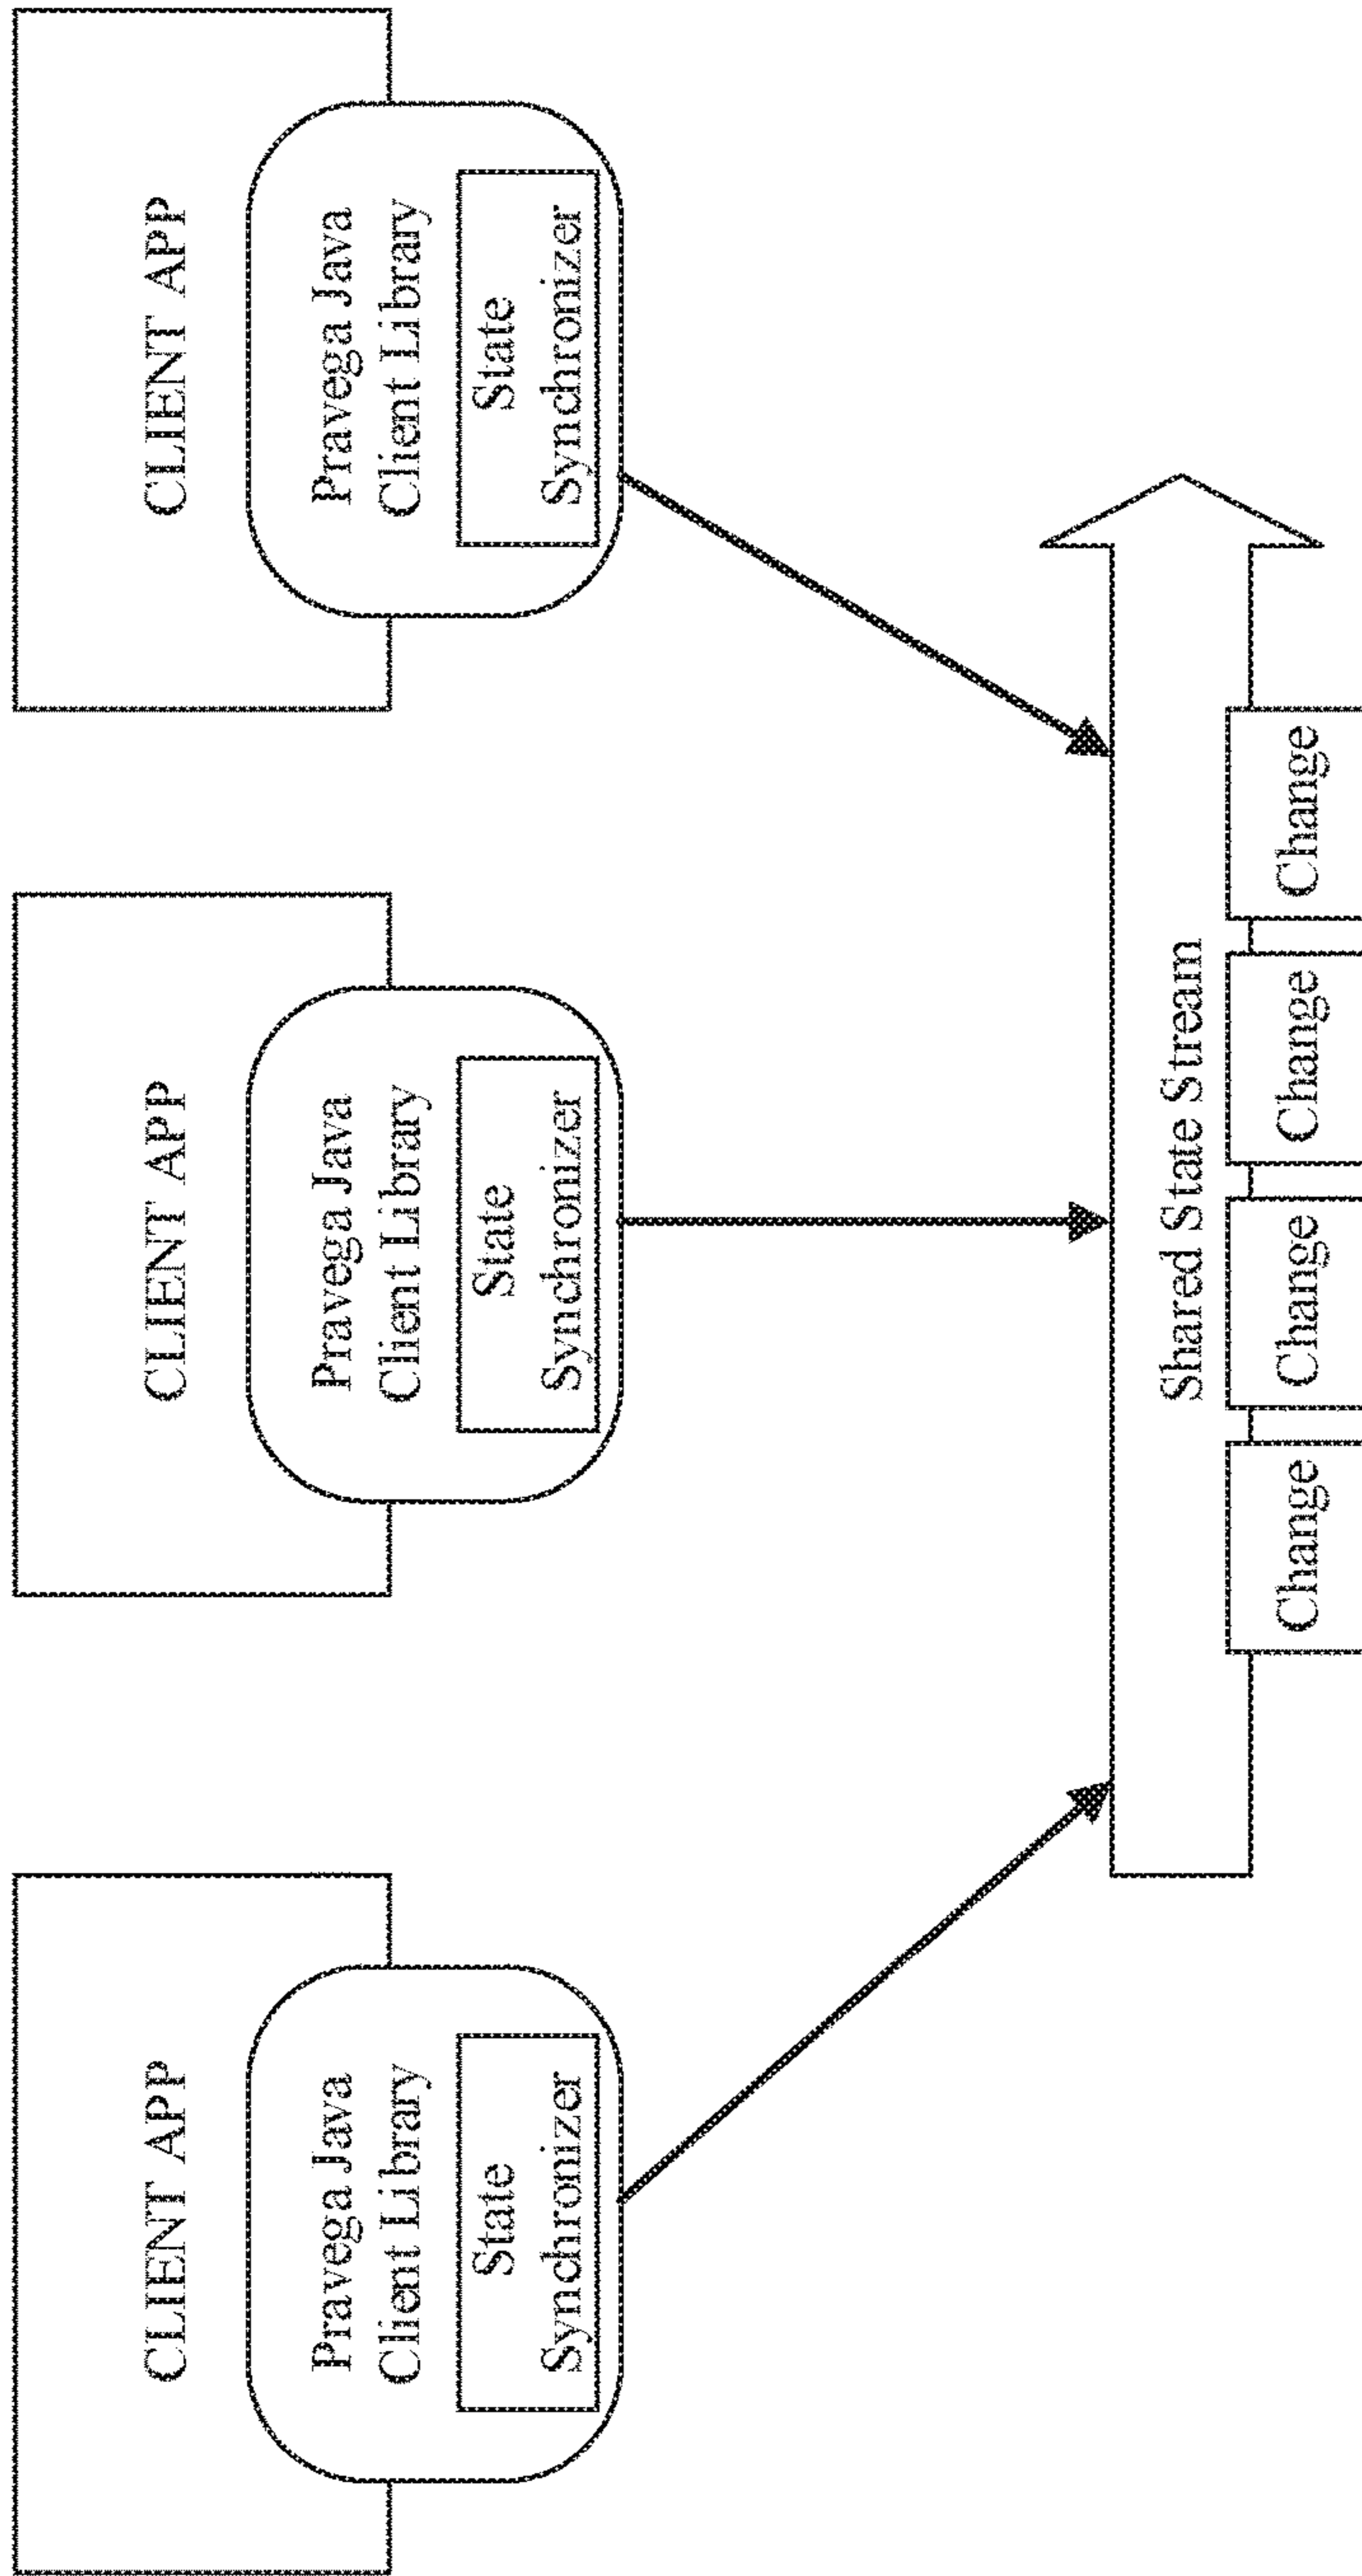 CLIENT APP
Pravega Java
Client Library
State
Synchronizer
CLIENT APP
Pravega Java
Client Library
State
Synchronizer
CLIENT APP
Pravega Java
Client Library
State
Synchronizer
Shared State Stream
Change
Change
Change
Change